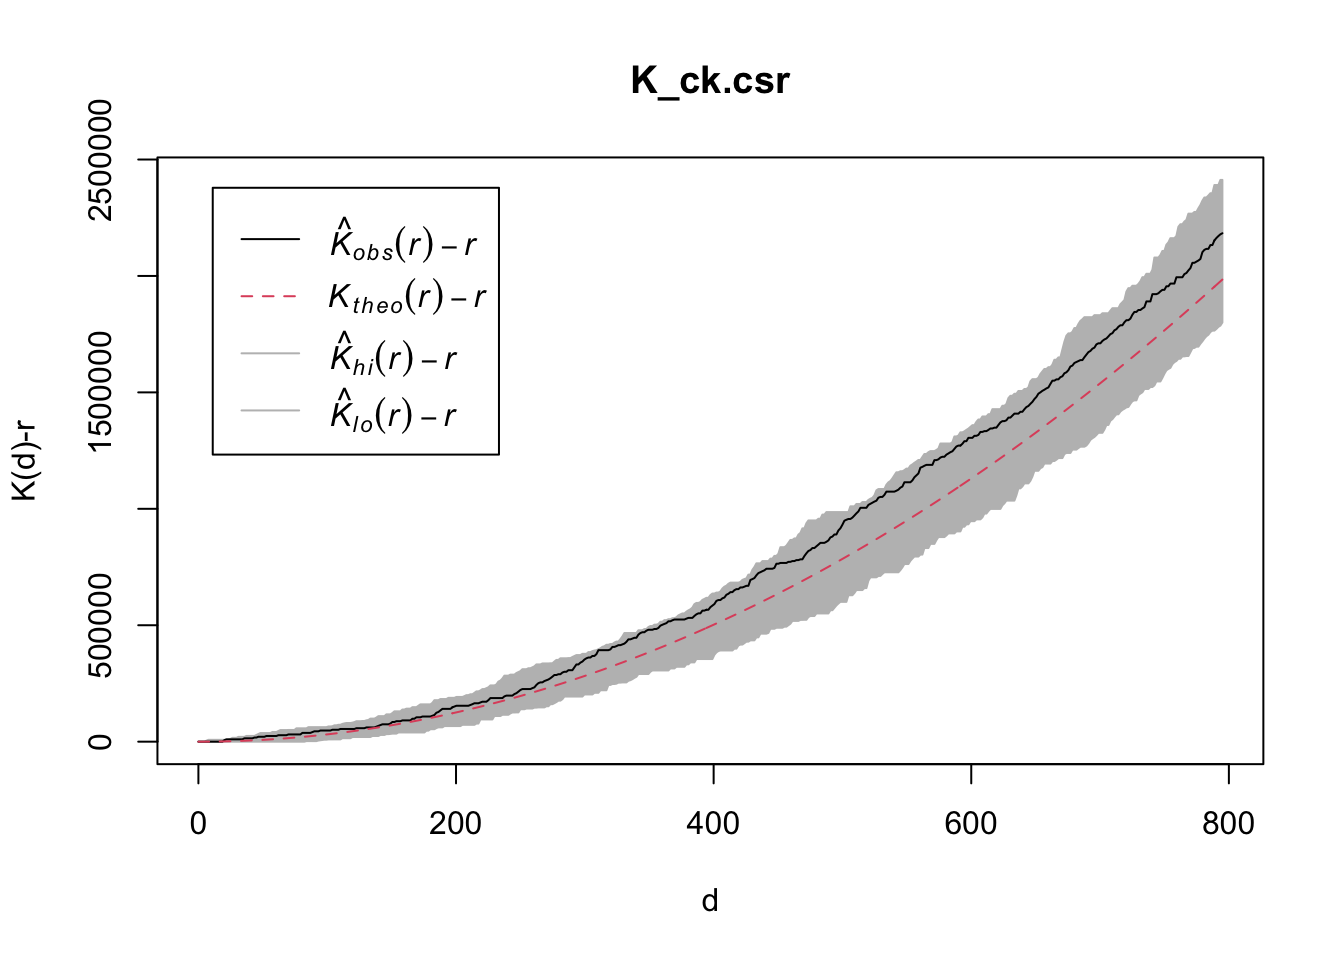 K_ck.csr
K̂obs(r) − r
Ktheo(r) − r
K̂hi(r) − r
K̂lo(r) − r
K(d)-r
0
500000
1500000
2500000
0 200 400 600 800
d